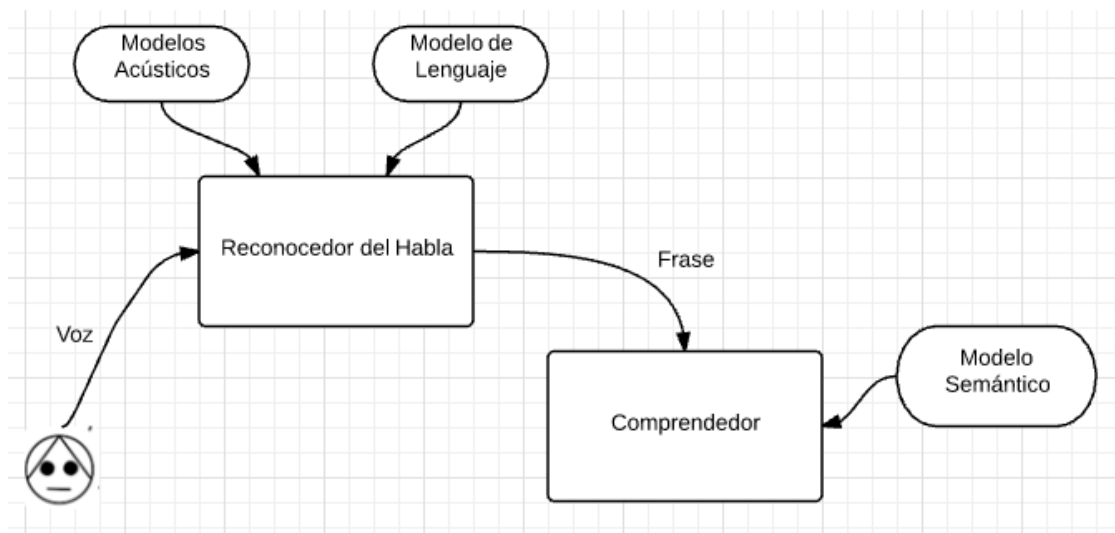 Modelos
Acústicos
Modelo de
Lenguaje
Reconocedor del Habla
Frase
Voz
Modelo
Semántico
Comprendedor